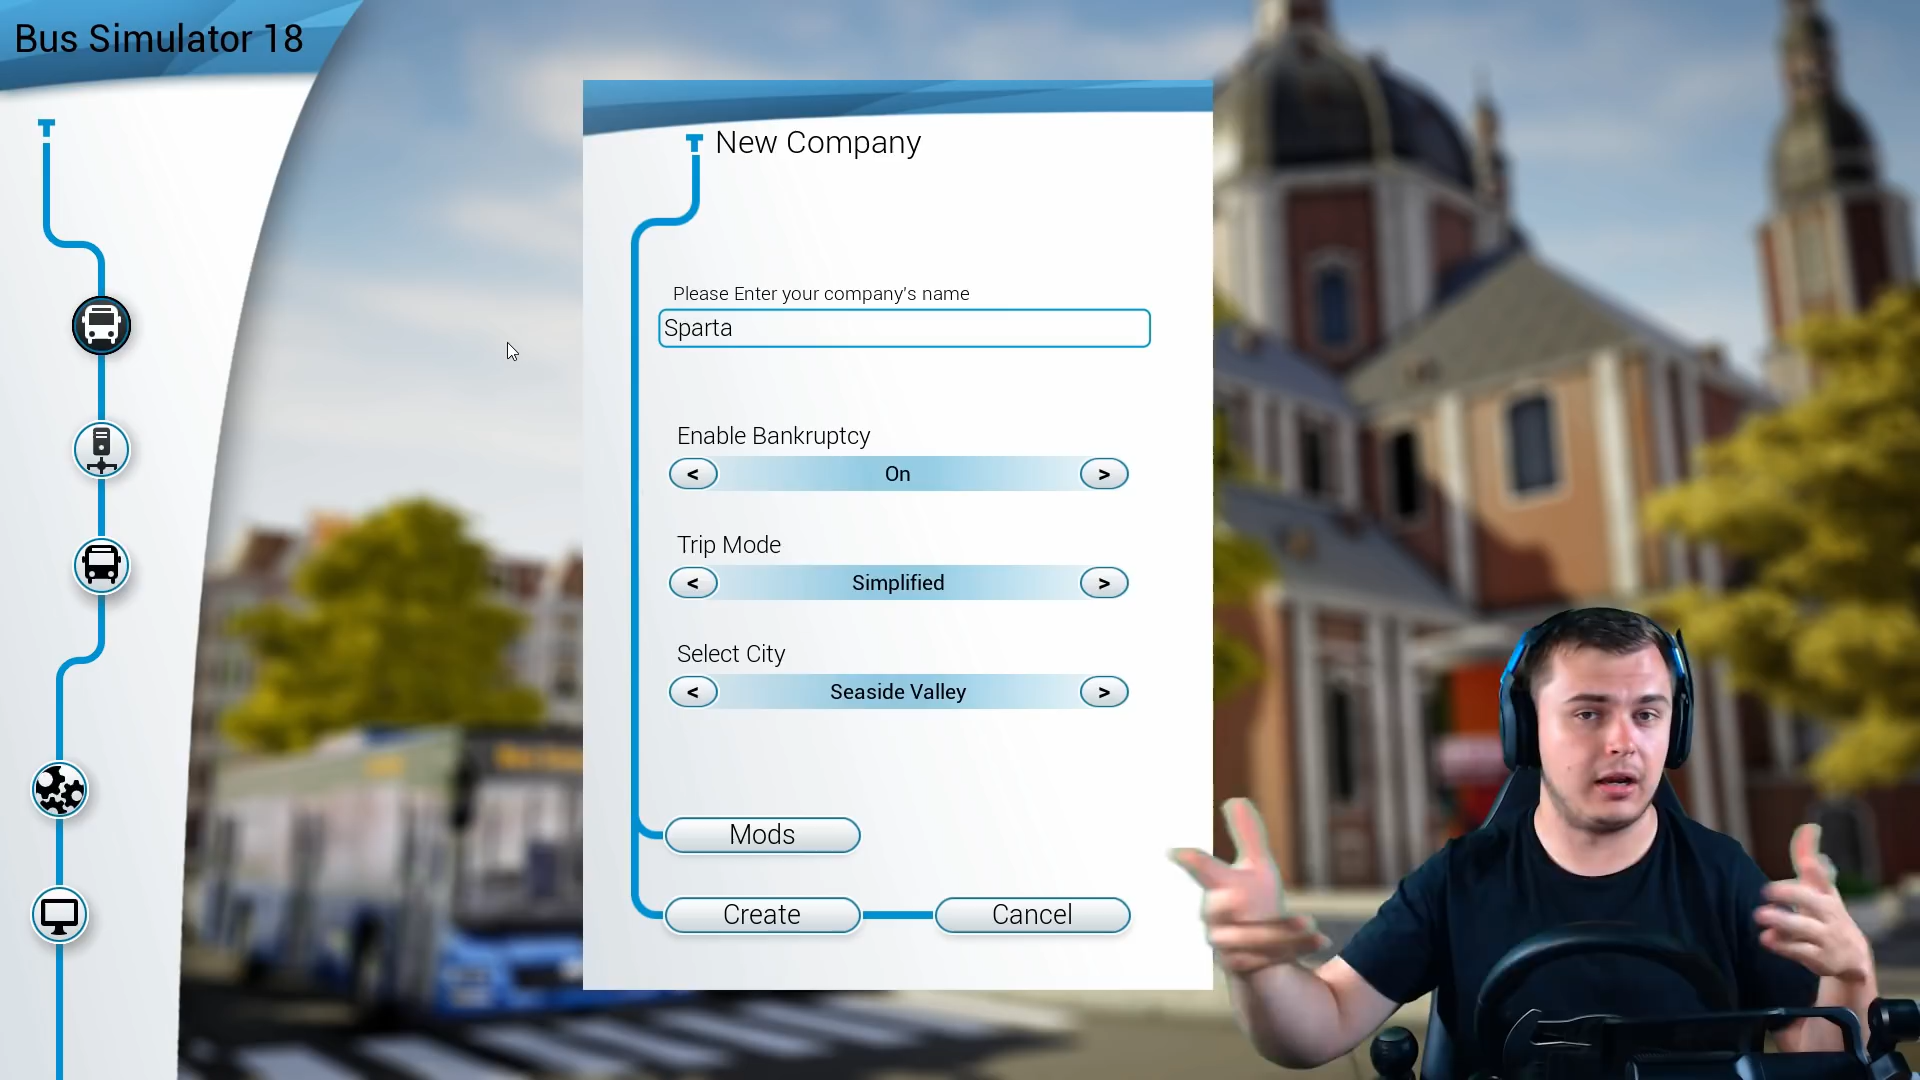 Bus Simulator 18
New Company
Please Enter your company's name
Sparta
Enable Bankruptcy
< On >
Trip Mode
< Simplified >
Select City
< Seaside Valley >
Mods
Create
Cancel